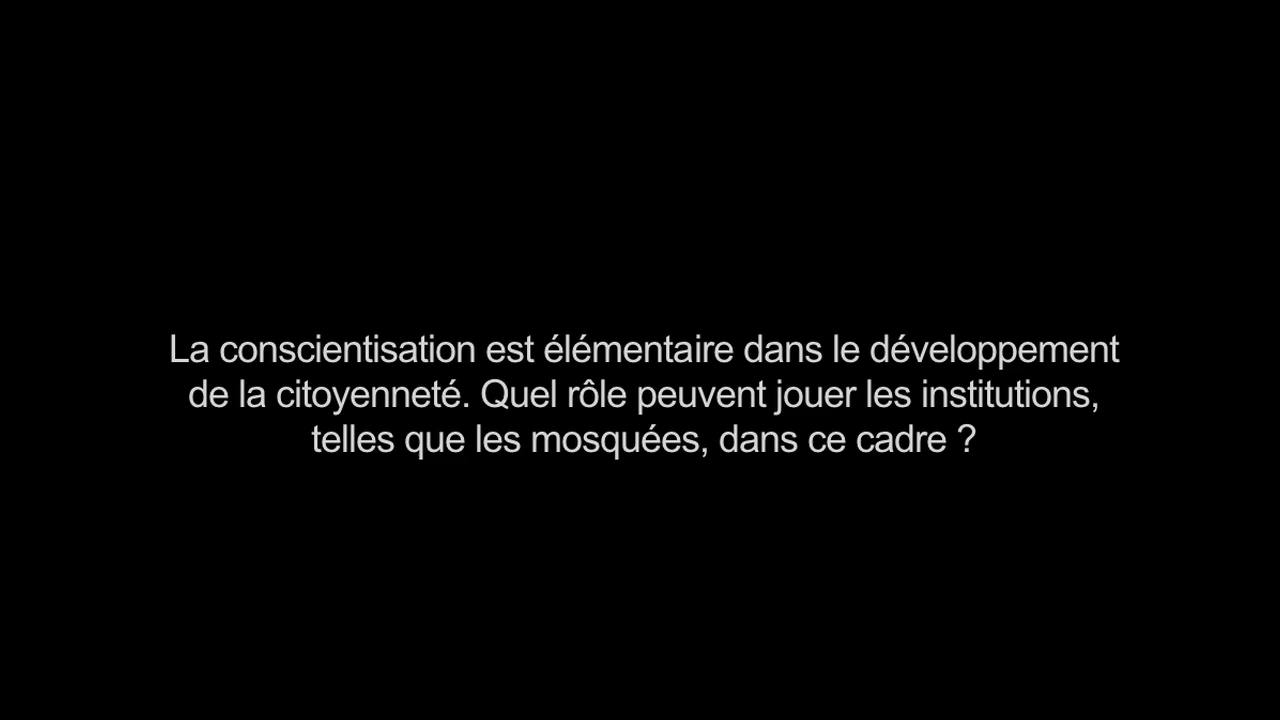 La conscientisation est élémentaire dans le développement
de la citoyenneté. Quel rôle peuvent jouer les institutions,
telles que les mosquées, dans ce cadre ?